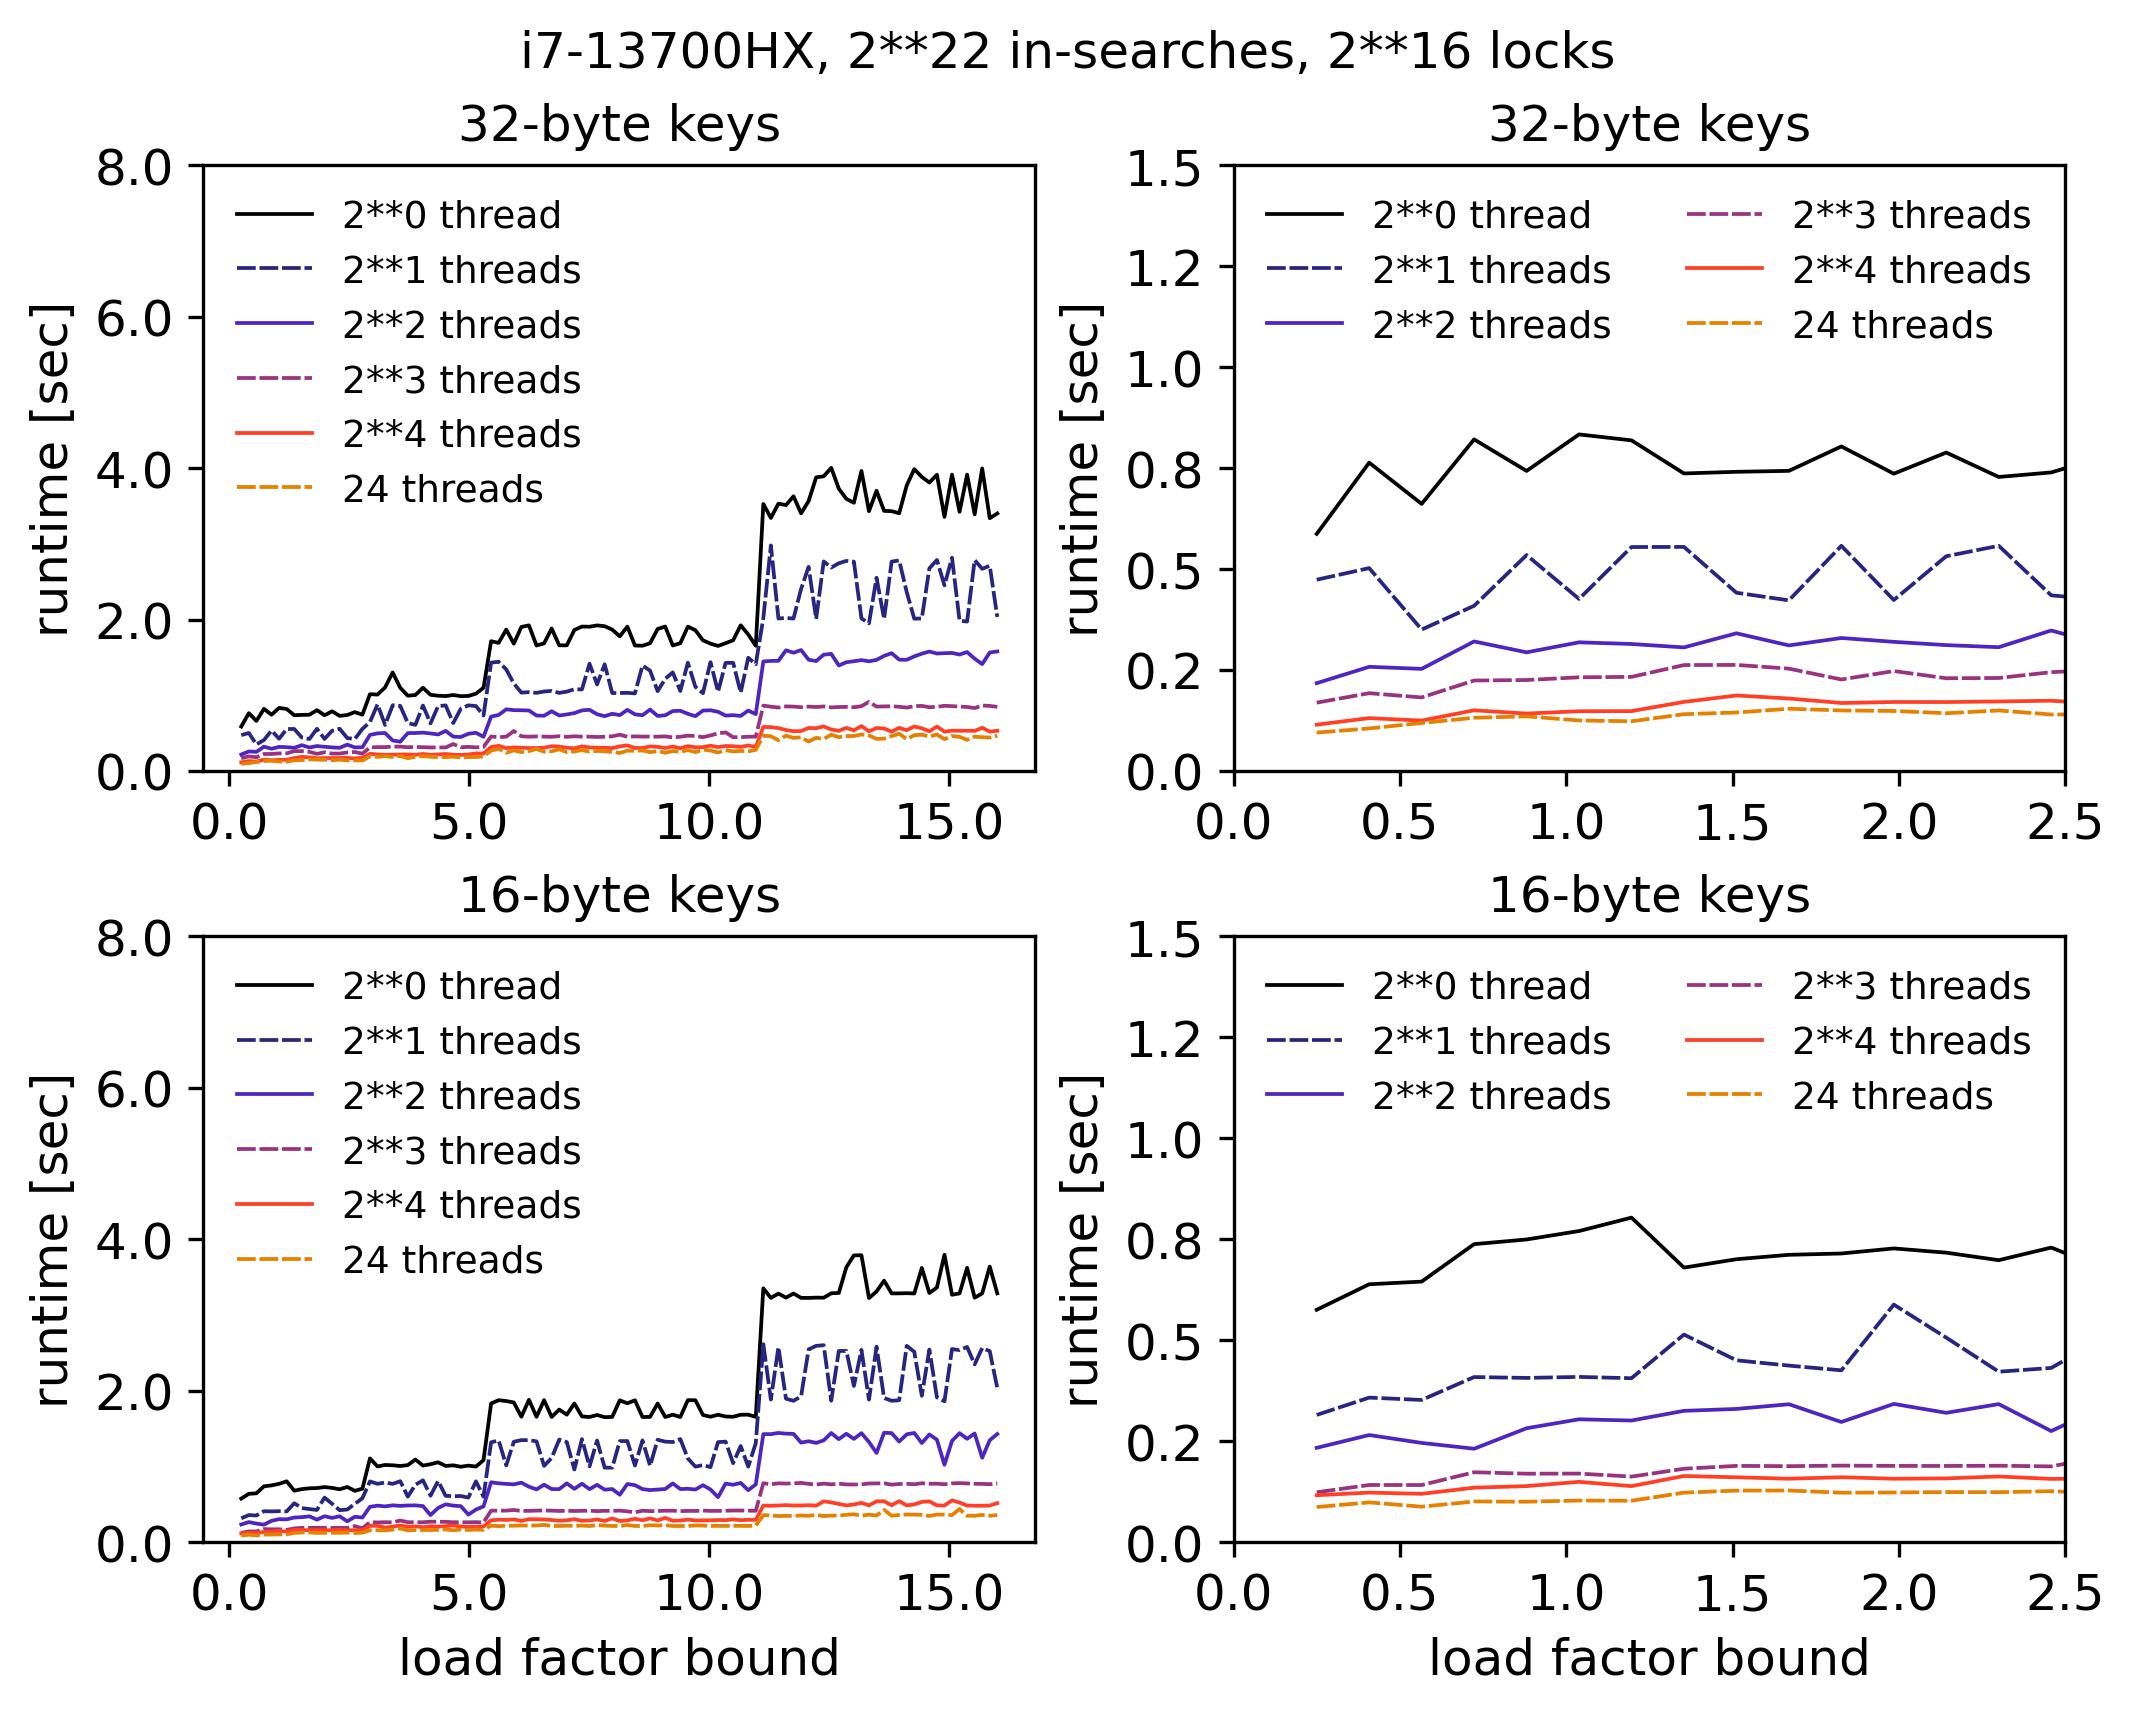 i7-13700HX, 2**22 in-searches, 2**16 locks
32-byte keys
runtime [sec]
8.0
6.0
4.0
2.0
0.0
2**0 thread
2**1 threads
2**2 threads
2**3 threads
2**4 threads
24 threads
0.0 5.0 10.0 15.0
32-byte keys
runtime [sec]
1.5
1.2
1.0
0.8
0.5
0.2
0.0
2**0 thread 2**3 threads
2**1 threads 2**4 threads
2**2 threads 24 threads
0.0 0.5 1.0 1.5 2.0 2.5
16-byte keys
runtime [sec]
8.0
6.0
4.0
2.0
0.0
2**0 thread
2**1 threads
2**2 threads
2**3 threads
2**4 threads
24 threads
0.0 5.0 10.0 15.0
load factor bound
16-byte keys
runtime [sec]
1.5
1.2
1.0
0.8
0.5
0.2
0.0
2**0 thread 2**3 threads
2**1 threads 2**4 threads
2**2 threads 24 threads
0.0 0.5 1.0 1.5 2.0 2.5
load factor bound